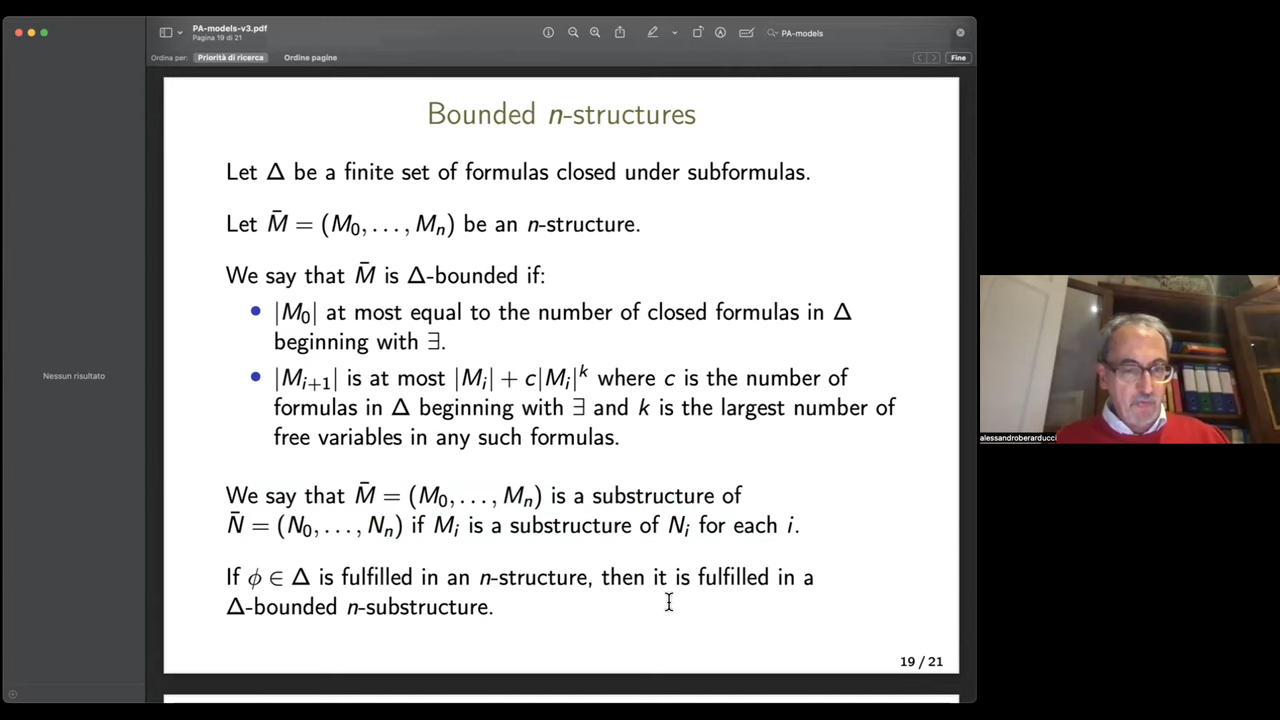 PA-models-v3.pdf
Pagina 19 di 21
PA-models
Ordina per: Priorità di ricerca Ordine pagine
Fine
Nessun risultato
Bounded n-structures
Let Δ be a finite set of formulas closed under subformulas.
Let M̄ = (M₀, . . . , Mₙ) be an n-structure.
We say that M̄ is Δ-bounded if:
• |M₀| at most equal to the number of closed formulas in Δ
beginning with ∃.
• |Mᵢ₊₁| is at most |Mᵢ| + c|Mᵢ|ᵏ where c is the number of
formulas in Δ beginning with ∃ and k is the largest number of
free variables in any such formulas.
We say that M̄ = (M₀, . . . , Mₙ) is a substructure of
N̄ = (N₀, . . . , Nₙ) if Mᵢ is a substructure of Nᵢ for each i.
If ϕ ∈ Δ is fulfilled in an n-structure, then it is fulfilled in a
Δ-bounded n-substructure.
19 / 21
alessandroberarducci